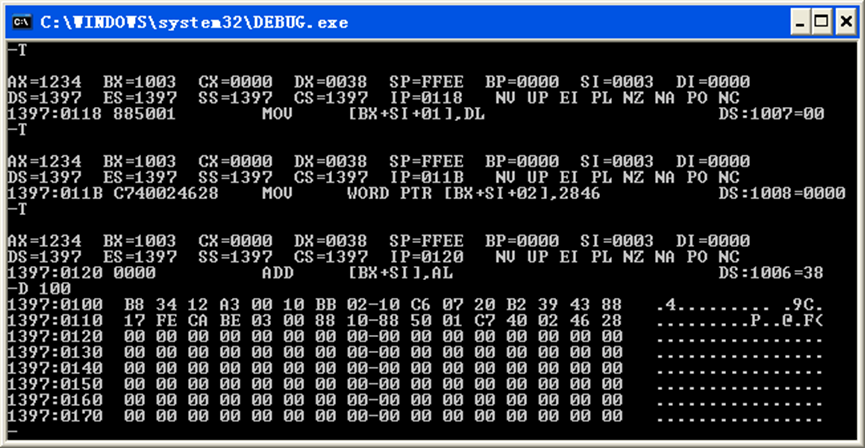 C:\WINDOWS\system32\DEBUG.exe
-T
AX=1234 BX=1003 CX=0000 DX=0038 SP=FFEE BP=0000 SI=0003 DI=0000
DS=1397 ES=1397 SS=1397 CS=1397 IP=0118 NV UP EI PL NZ NA PO NC
1397:0118 885001 MOV [BX+SI+01],DL DS:1007=00
-T
AX=1234 BX=1003 CX=0000 DX=0038 SP=FFEE BP=0000 SI=0003 DI=0000
DS=1397 ES=1397 SS=1397 CS=1397 IP=011B NV UP EI PL NZ NA PO NC
1397:011B C740024628 MOV WORD PTR [BX+SI+02],2846 DS:1008=0000
-T
AX=1234 BX=1003 CX=0000 DX=0038 SP=FFEE BP=0000 SI=0003 DI=0000
DS=1397 ES=1397 SS=1397 CS=1397 IP=0120 NV UP EI PL NZ NA PO NC
1397:0120 0000 ADD [BX+SI],AL DS:1006=38
-D 100
1397:0100 B8 34 12 A3 00 10 BB 02-10 C6 07 20 B2 39 43 88 .4......... .9C.
1397:0110 17 FE CA BE 03 00 88 10-88 50 01 C7 40 02 46 28 .........P..@.F(
1397:0120 00 00 00 00 00 00 00 00-00 00 00 00 00 00 00 00 ................
1397:0130 00 00 00 00 00 00 00 00-00 00 00 00 00 00 00 00 ................
1397:0140 00 00 00 00 00 00 00 00-00 00 00 00 00 00 00 00 ................
1397:0150 00 00 00 00 00 00 00 00-00 00 00 00 00 00 00 00 ................
1397:0160 00 00 00 00 00 00 00 00-00 00 00 00 00 00 00 00 ................
1397:0170 00 00 00 00 00 00 00 00-00 00 00 00 00 00 00 00 ................
-